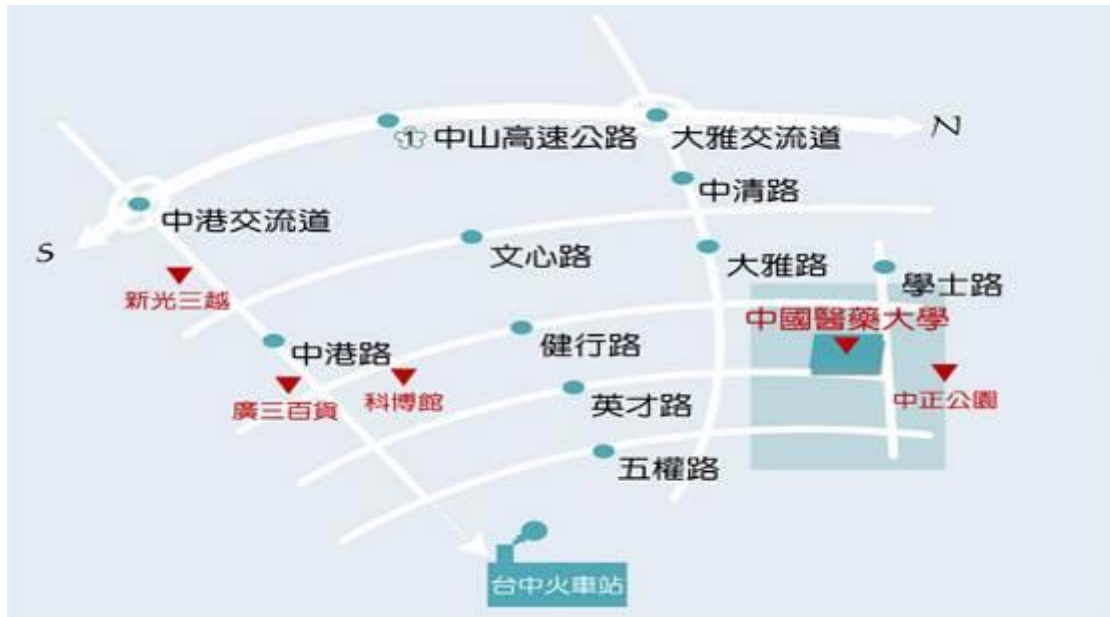 1 中山高速公路
大雅交流道
N
中清路
中港交流道
S
文心路
大雅路
學士路
新光三越
中國醫藥大學
健行路
中港路
科博館
廣三百貨
英才路
中正公園
五權路
台中火車站